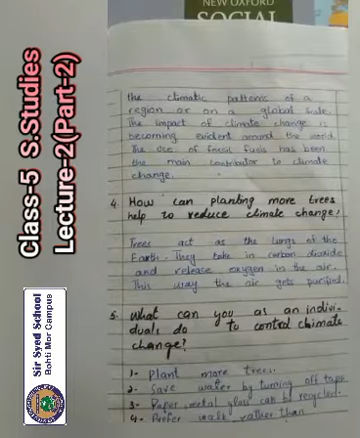 NEW OXFORD
SOCIAL
Class-5 S.Studies
Lecture-2(Part-2)
Sir Syed School
Bohti Mor Campus
the climatic patterns of a
region or on a global scale.
The impact of climate change is
becoming evident around the world
The use of fossil fuels has been
the main contributor to climate
change.
4. How can planting more trees
help to reduce climate change?
Trees act as the lungs of the
Earth. They take in carbon dioxide
and release oxygen in the air.
This way the air gets purified.
5. What can you as an indivi-
duals do to control climate
change?
1- Plant more trees.
2- Save water by turning off taps
3- Paper, metal glass can be recycled.
4- Prefer walk rather than